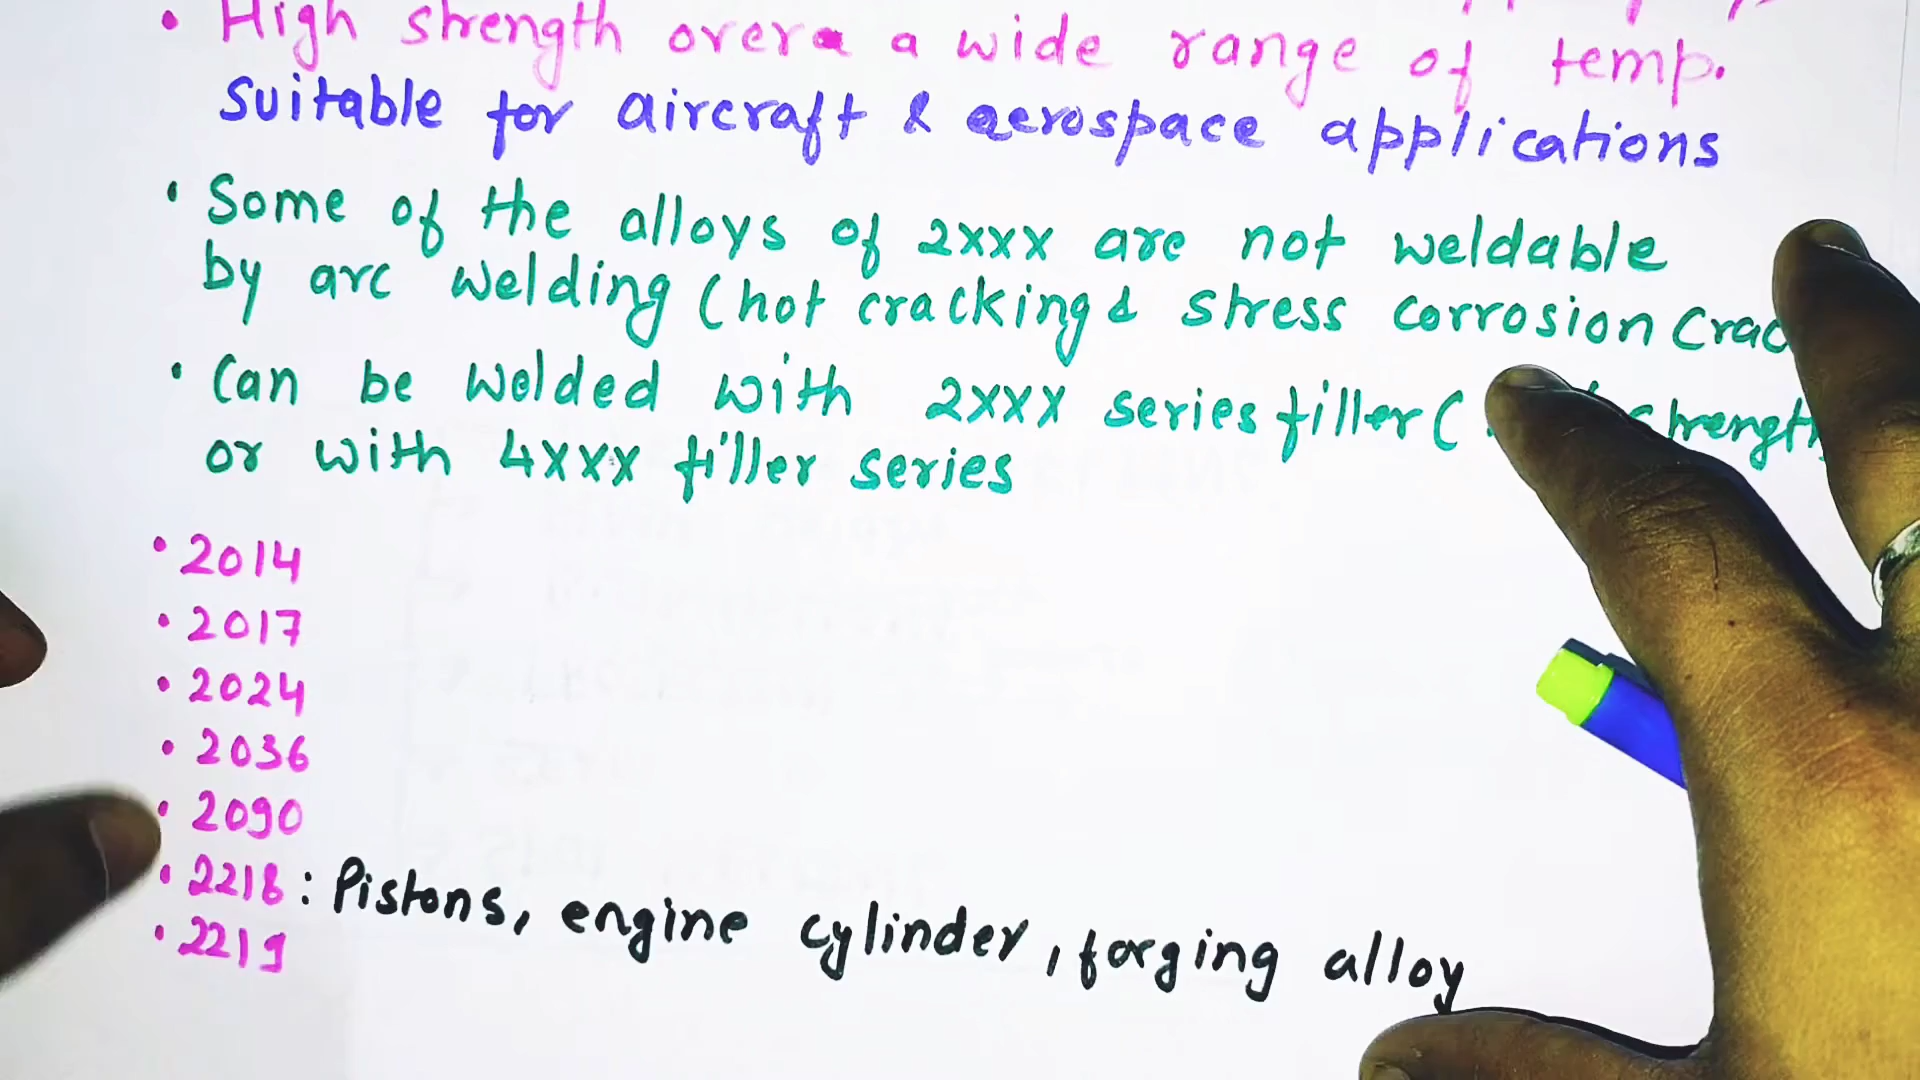 • High strength over a wide range of temp.
suitable for aircraft & aerospace applications
• Some of the alloys of 2xxx are not weldable
by arc welding (hot cracking & stress corrosion Crac
• Can be welded with 2xxx series filler ( strength
or with 4xxx filler series
• 2014
• 2017
• 2024
• 2036
• 2090
• 2218 : Pistons, engine cylinder, forging alloy
• 2219